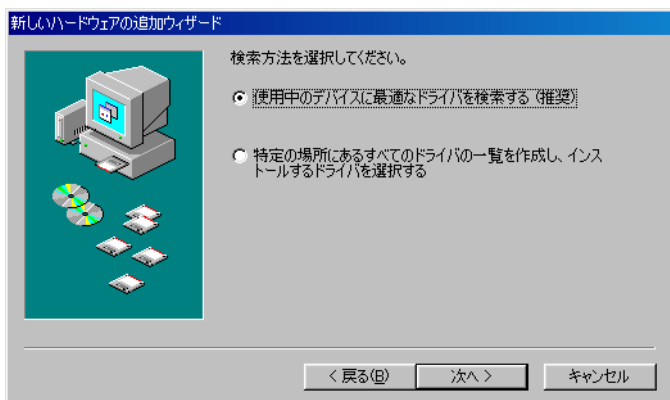 新しいハードウェアの追加ウィザード
検索方法を選択してください。
使用中のデバイスに最適なドライバを検索する (推奨)
特定の場所にあるすべてのドライバの一覧を作成し、インス
トールするドライバを選択する
< 戻る(B)
次へ >
キャンセル